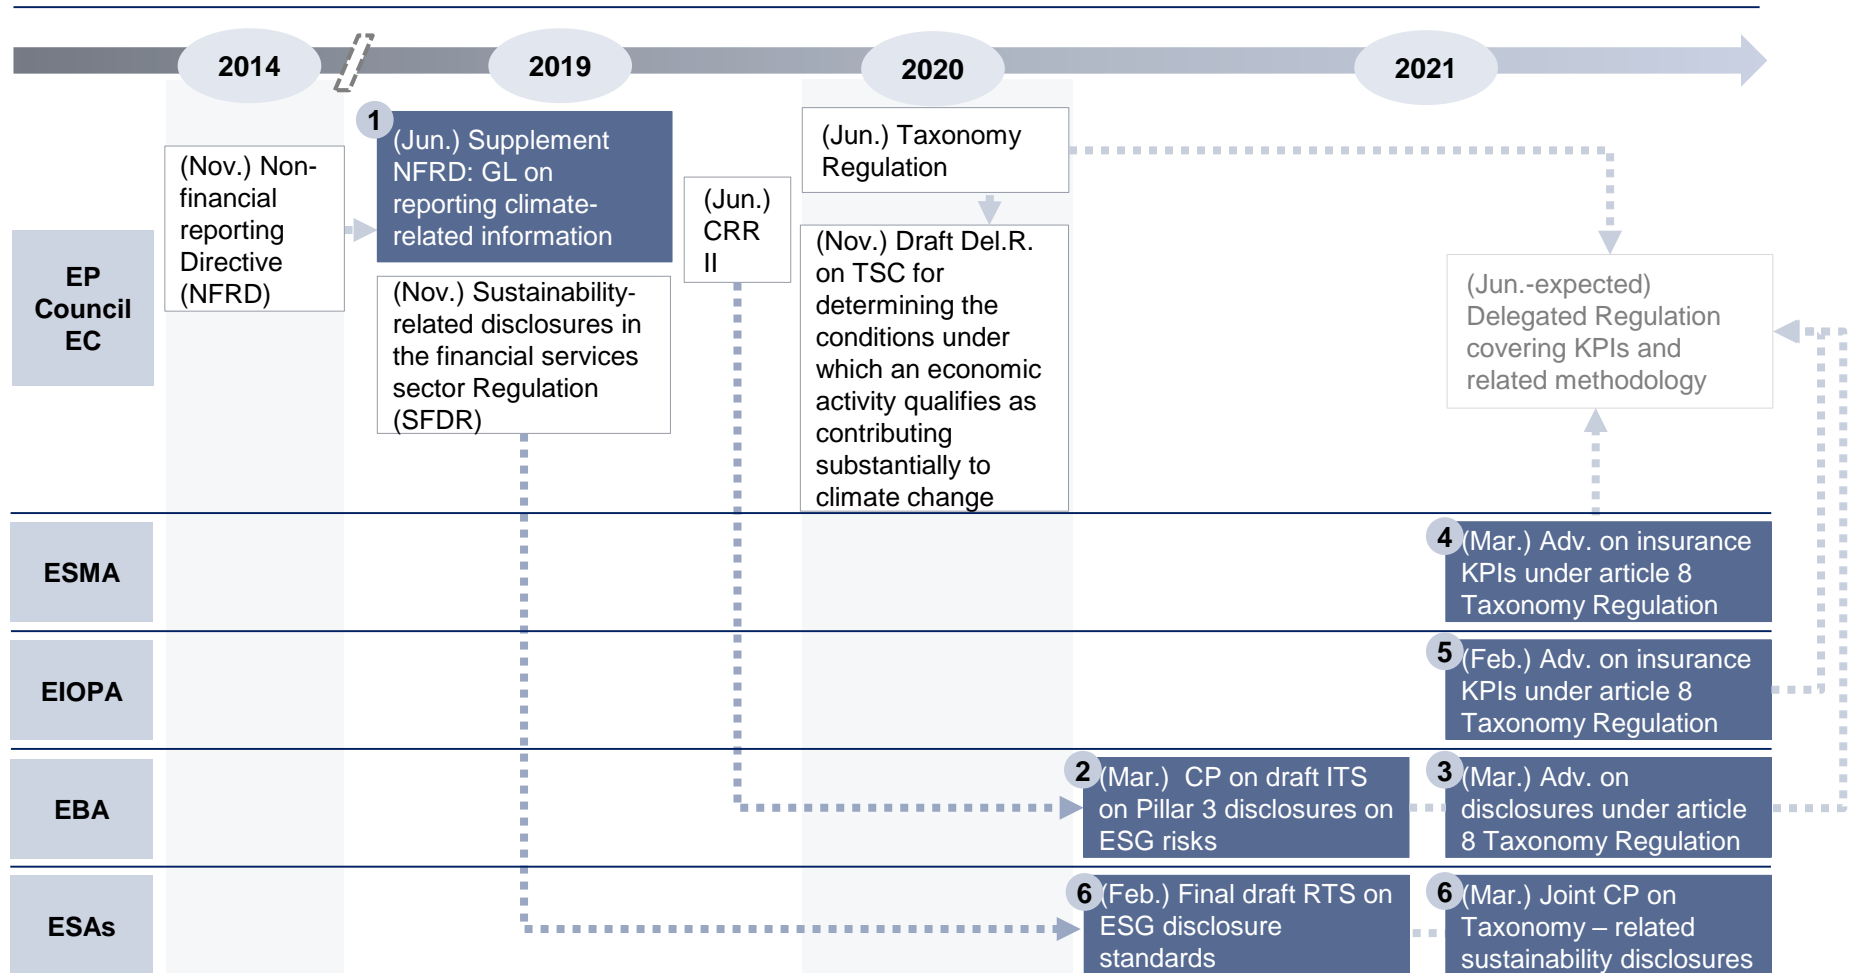 2014
2019
2020
2021
EP
Council
EC
(Nov.) Non-
financial
reporting
Directive
(NFRD)
1
(Jun.) Supplement
NFRD: GL on
reporting climate-
related information
(Nov.) Sustainability-
related disclosures in
the financial services
sector Regulation
(SFDR)
(Jun.)
CRR
II
(Jun.) Taxonomy
Regulation
(Nov.) Draft Del.R.
on TSC for
determining the
conditions under
which an economic
activity qualifies as
contributing
substantially to
climate change
(Jun.-expected)
Delegated Regulation
covering KPIs and
related methodology
ESMA
4
(Mar.) Adv. on insurance
KPIs under article 8
Taxonomy Regulation
EIOPA
5
(Feb.) Adv. on insurance
KPIs under article 8
Taxonomy Regulation
EBA
2
(Mar.) CP on draft ITS
on Pillar 3 disclosures on
ESG risks
3
(Mar.) Adv. on
disclosures under article
8 Taxonomy Regulation
ESAs
6
(Feb.) Final draft RTS on
ESG disclosure
standards
6
(Mar.) Joint CP on
Taxonomy – related
sustainability disclosures